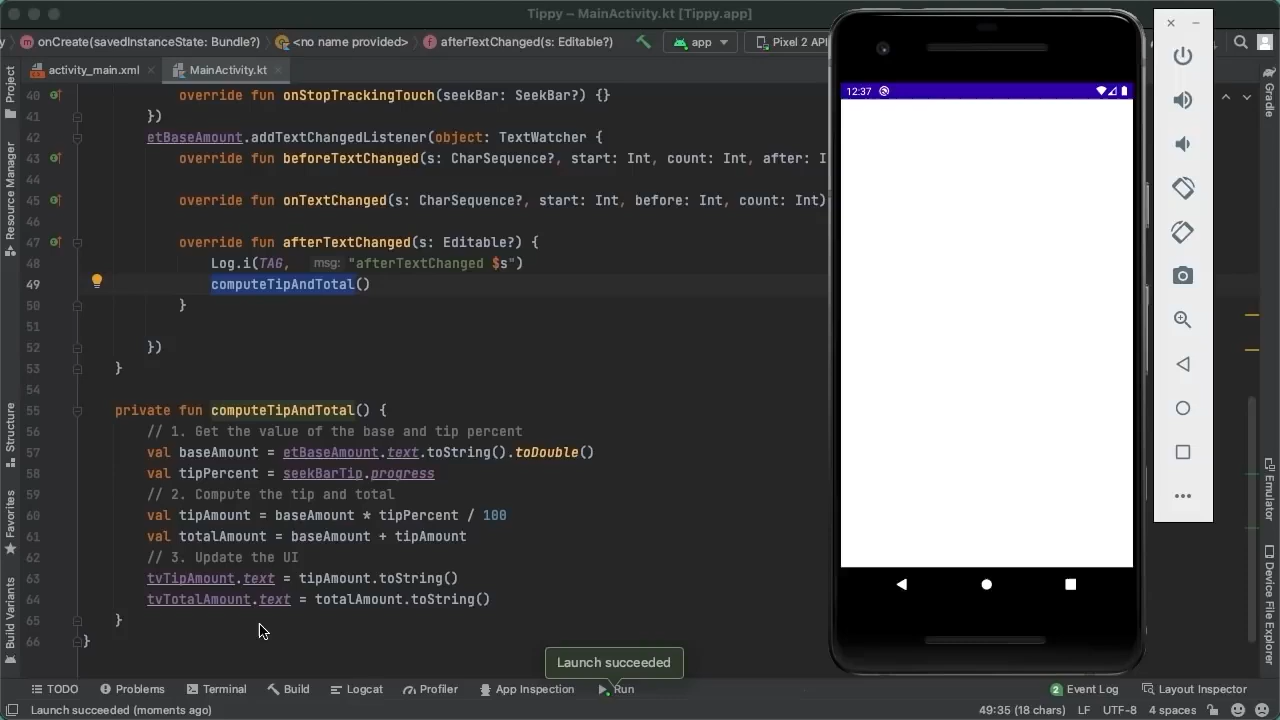 Tippy – MainActivity.kt [Tippy.app]
onCreate(savedInstanceState: Bundle?)
<no name provided>
afterTextChanged(s: Editable?)
app
Pixel 2 API
activity_main.xml
MainActivity.kt
Project
Resource Manager
Structure
Favorites
Build Variants
40 override fun onStopTrackingTouch(seekBar: SeekBar?) {}
41 })
42 etBaseAmount.addTextChangedListener(object: TextWatcher {
43 override fun beforeTextChanged(s: CharSequence?, start: Int, count: Int, after: I
44
45 override fun onTextChanged(s: CharSequence?, start: Int, before: Int, count: Int)
46
47 override fun afterTextChanged(s: Editable?) {
48 Log.i(TAG, msg: "afterTextChanged $s")
49 computeTipAndTotal()
50 }
51
52 })
53 }
54
55 private fun computeTipAndTotal() {
56 // 1. Get the value of the base and tip percent
57 val baseAmount = etBaseAmount.text.toString().toDouble()
58 val tipPercent = seekBarTip.progress
59 // 2. Compute the tip and total
60 val tipAmount = baseAmount * tipPercent / 100
61 val totalAmount = baseAmount + tipAmount
62 // 3. Update the UI
63 tvTipAmount.text = tipAmount.toString()
64 tvTotalAmount.text = totalAmount.toString()
65 }
66 }
12:37
Gradle
Emulator
Device File Explorer
Launch succeeded
TODO
Problems
Terminal
Build
Logcat
Profiler
App Inspection
Run
2 Event Log
Layout Inspector
Launch succeeded (moments ago)
49:35 (18 chars)
LF
UTF-8
4 spaces